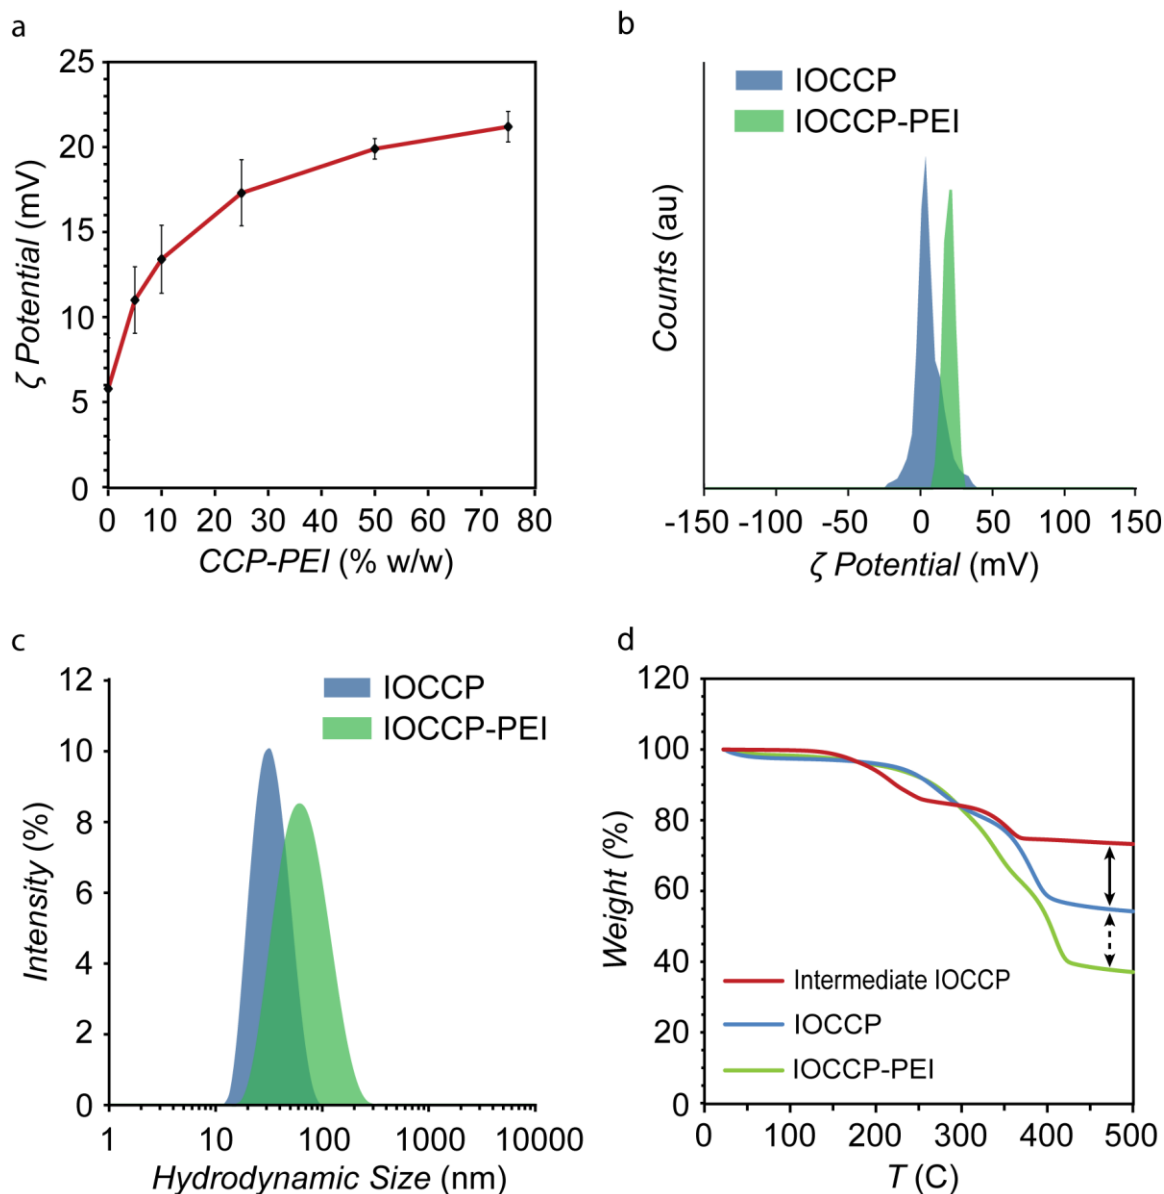 a
25
20
15
10
5
0
ζ Potential (mV)
0 10 20 30 40 50 60 70 80
CCP-PEI (% w/w)
b
IOCCP
IOCCP-PEI
Counts (au)
-150 -100 -50 0 50 100 150
ζ Potential (mV)
c
12
10
8
6
4
2
0
Intensity (%)
IOCCP
IOCCP-PEI
1 10 100 1000 10000
Hydrodynamic Size (nm)
d
120
100
80
60
40
20
0
Weight (%)
Intermediate IOCCP
IOCCP
IOCCP-PEI
0 100 200 300 400 500
T (C)